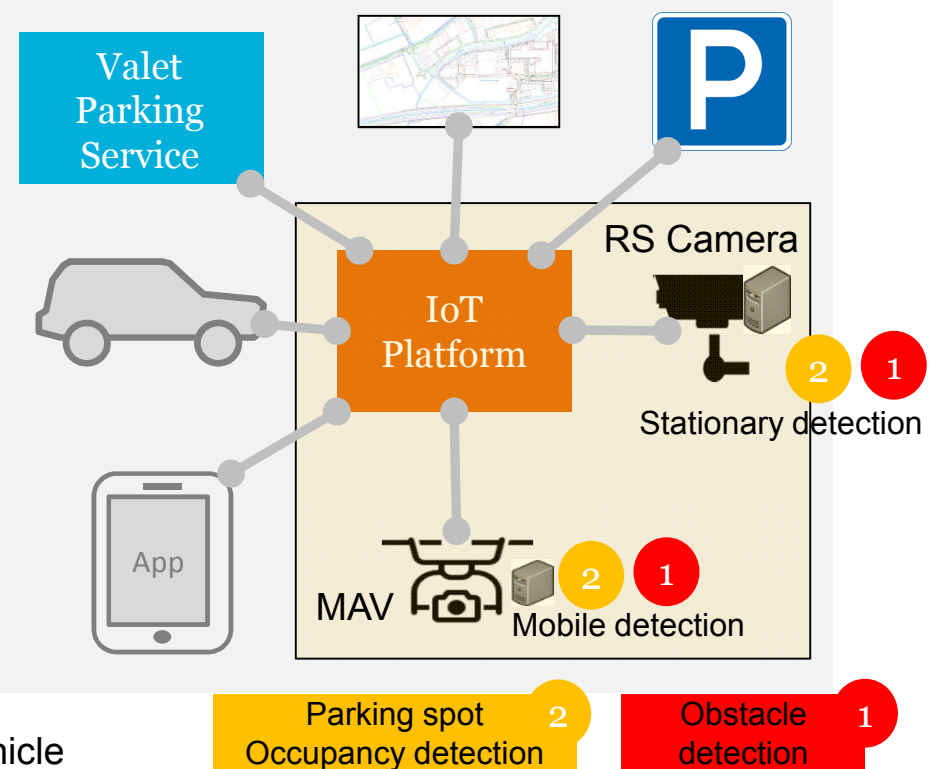 Valet
Parking
Service
P
RS Camera
IoT
Platform
2
1
Stationary detection
App
MAV
2
1
Mobile detection
Parking spot
Occupancy detection
2
Obstacle
detection
1